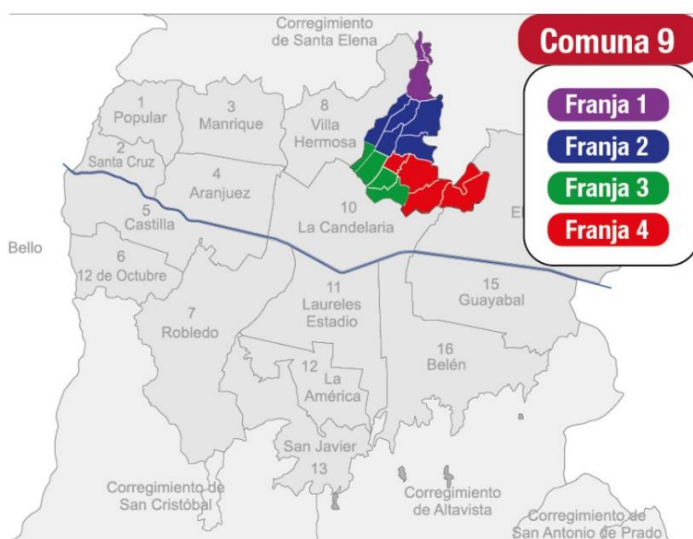 Corregimiento
de Santa Elena
Comuna 9
Franja 1
Franja 2
Franja 3
Franja 4
1
Popular
3
Manrique
8
Villa
Hermosa
2
Santa Cruz
4
Aranjuez
10
La Candelaria
5
Castilla
El
Bello
6
12 de Octubre
7
Robledo
11
Laureles
Estadio
15
Guayabal
16
Belén
12
La
América
San Javier
13
Corregimiento de
San Cristóbal
Corregimiento
de Altavista
Corregimiento de
San Antonio de Prado